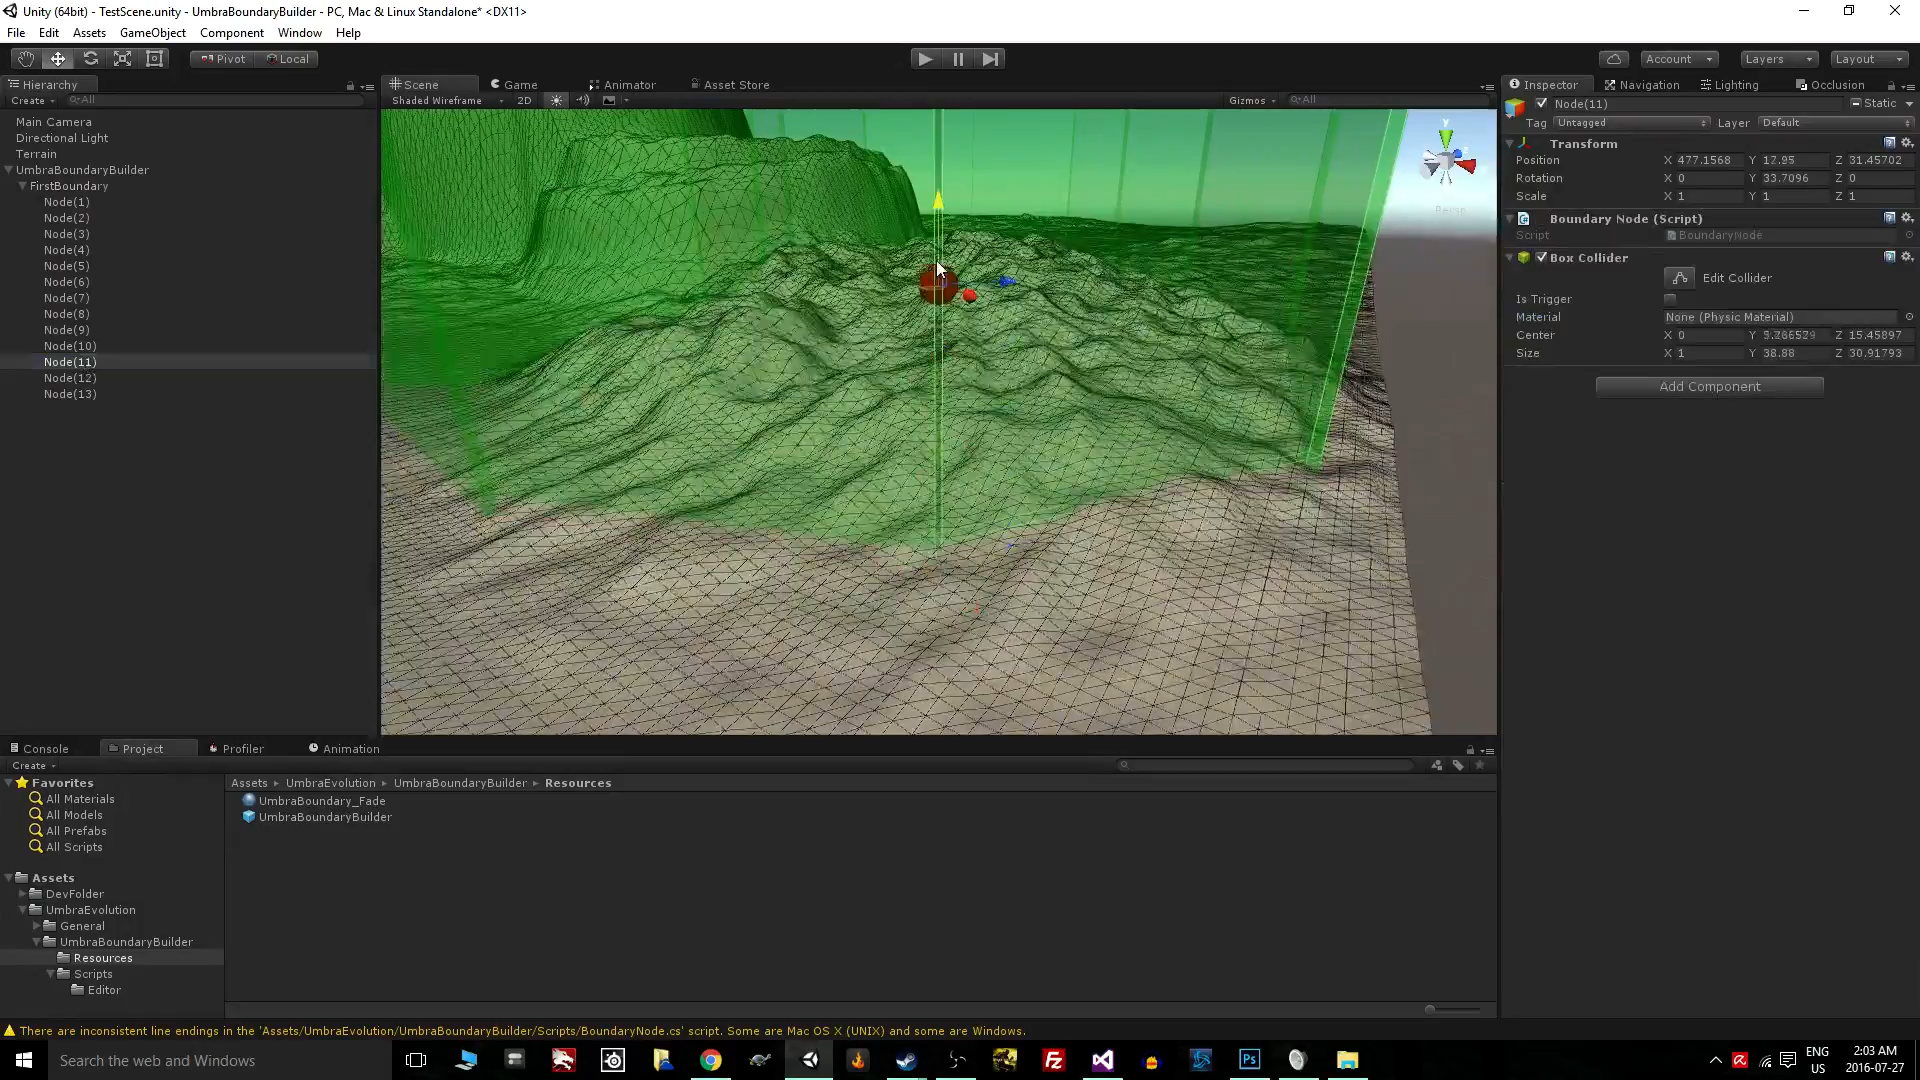 Unity (64bit) - TestScene.unity - UmbraBoundaryBuilder - PC, Mac & Linux Standalone* <DX11>
File Edit Assets GameObject Component Window Help
Pivot Local Account Layers Layout
Hierarchy
Create All
Main Camera
Directional Light
Terrain
UmbraBoundaryBuilder
FirstBoundary
Node(1)
Node(2)
Node(3)
Node(4)
Node(5)
Node(6)
Node(7)
Node(8)
Node(9)
Node(10)
Node(11)
Node(12)
Node(13)
Scene Game Animator Asset Store
Shaded Wireframe 2D Gizmos All
y
Persp
Inspector Navigation Lighting Occlusion
Node(11) Static
Tag Untagged Layer Default
Transform
Position X 477.1568 Y 17.95 Z 31.45702
Rotation X 0 Y 33.7096 Z 0
Scale X 1 Y 1 Z 1
Boundary Node (Script)
Script BoundaryNode
Box Collider
Edit Collider
Is Trigger
Material None (Physic Material)
Center X 0 Y Z 15.45897
Size X 1 Y 38.88 Z 30.91793
Add Component
Console Project Profiler Animation
Create
Favorites
All Materials
All Models
All Prefabs
All Scripts
Assets
DevFolder
UmbraEvolution
General
UmbraBoundaryBuilder
Resources
Scripts
Editor
Assets UmbraEvolution UmbraBoundaryBuilder Resources
UmbraBoundary_Fade
UmbraBoundaryBuilder
There are inconsistent line endings in the 'Assets/UmbraEvolution/UmbraBoundaryBuilder/Scripts/BoundaryNode.cs' script. Some are Mac OS X (UNIX) and some are Windows.
Search the web and Windows
Ps
ENG
US
2:03 AM
2016-07-27